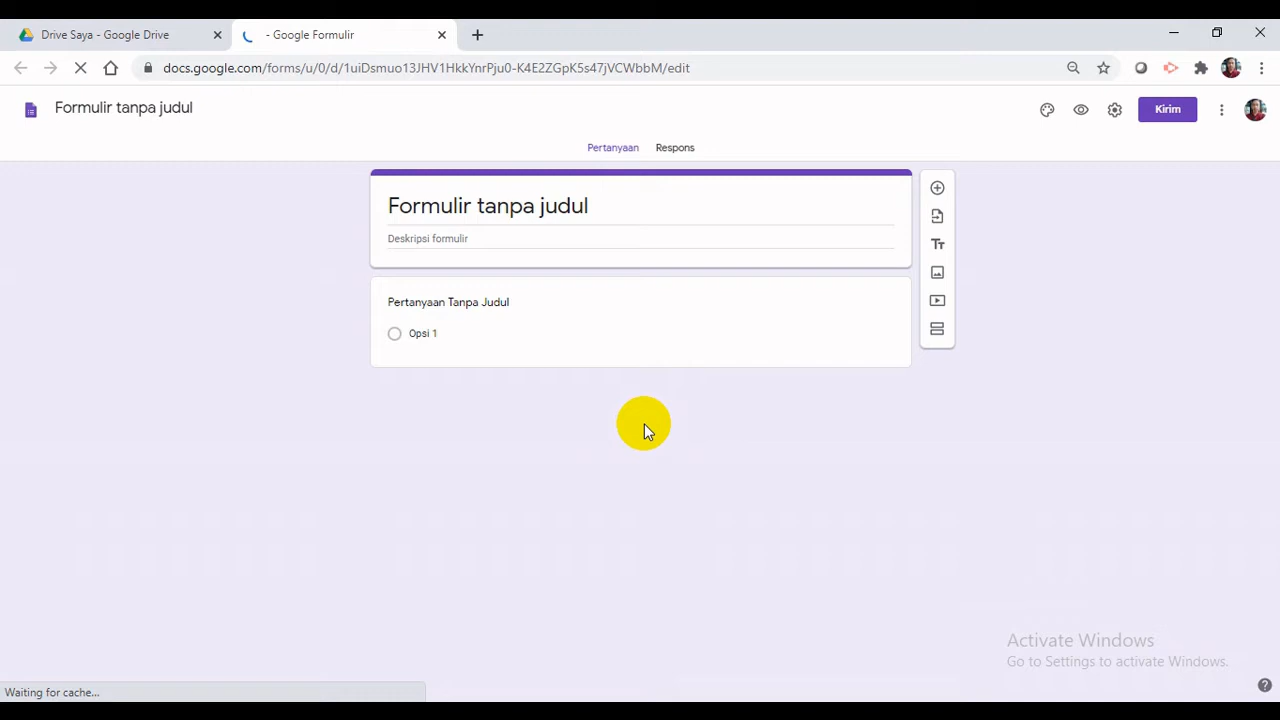 Drive Saya - Google Drive
- Google Formulir
docs.google.com/forms/u/0/d/1uiDsmuo13JHV1HkkYnrPju0-K4E2ZGpK5s47jVCWbbM/edit
Formulir tanpa judul
Kirim
Pertanyaan
Respons
Formulir tanpa judul
Deskripsi formulir
Tт
Pertanyaan Tanpa Judul
Opsi 1
Activate Windows
Go to Settings to activate Windows.
Waiting for cache...